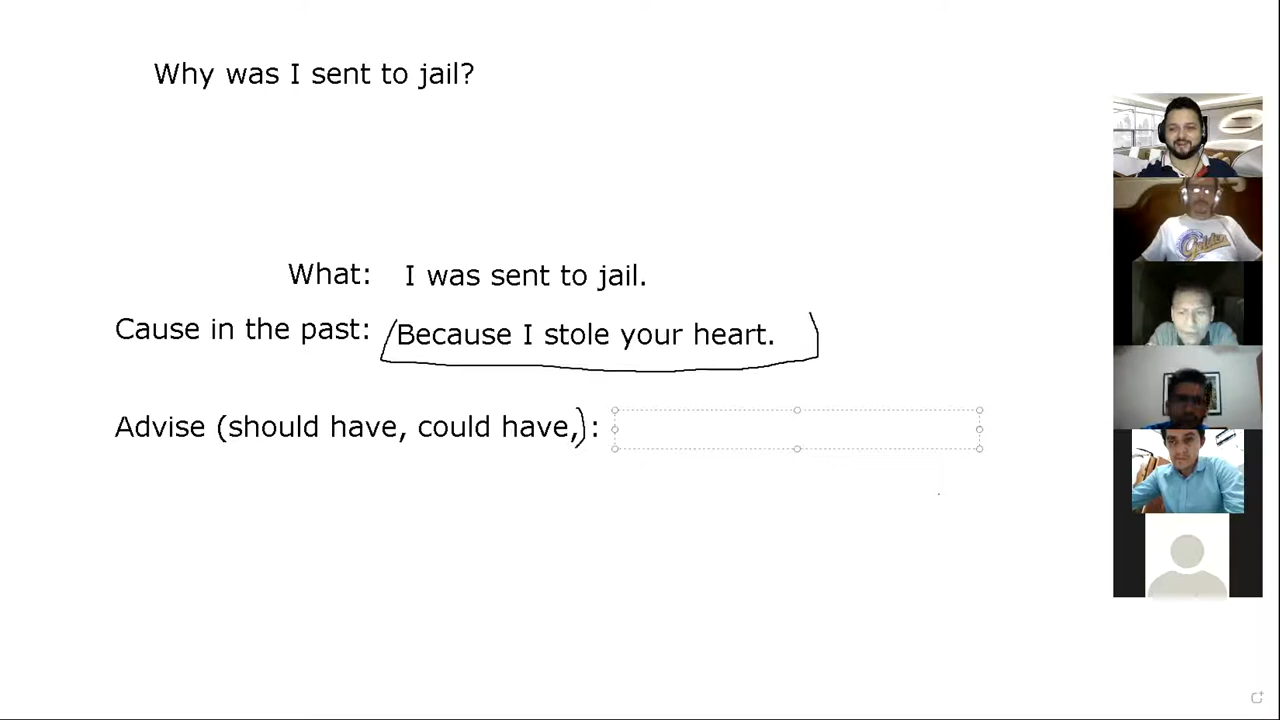 Why was I sent to jail?
What: I was sent to jail.
Cause in the past: Because I stole your heart.
Advise (should have, could have,) :
Golden